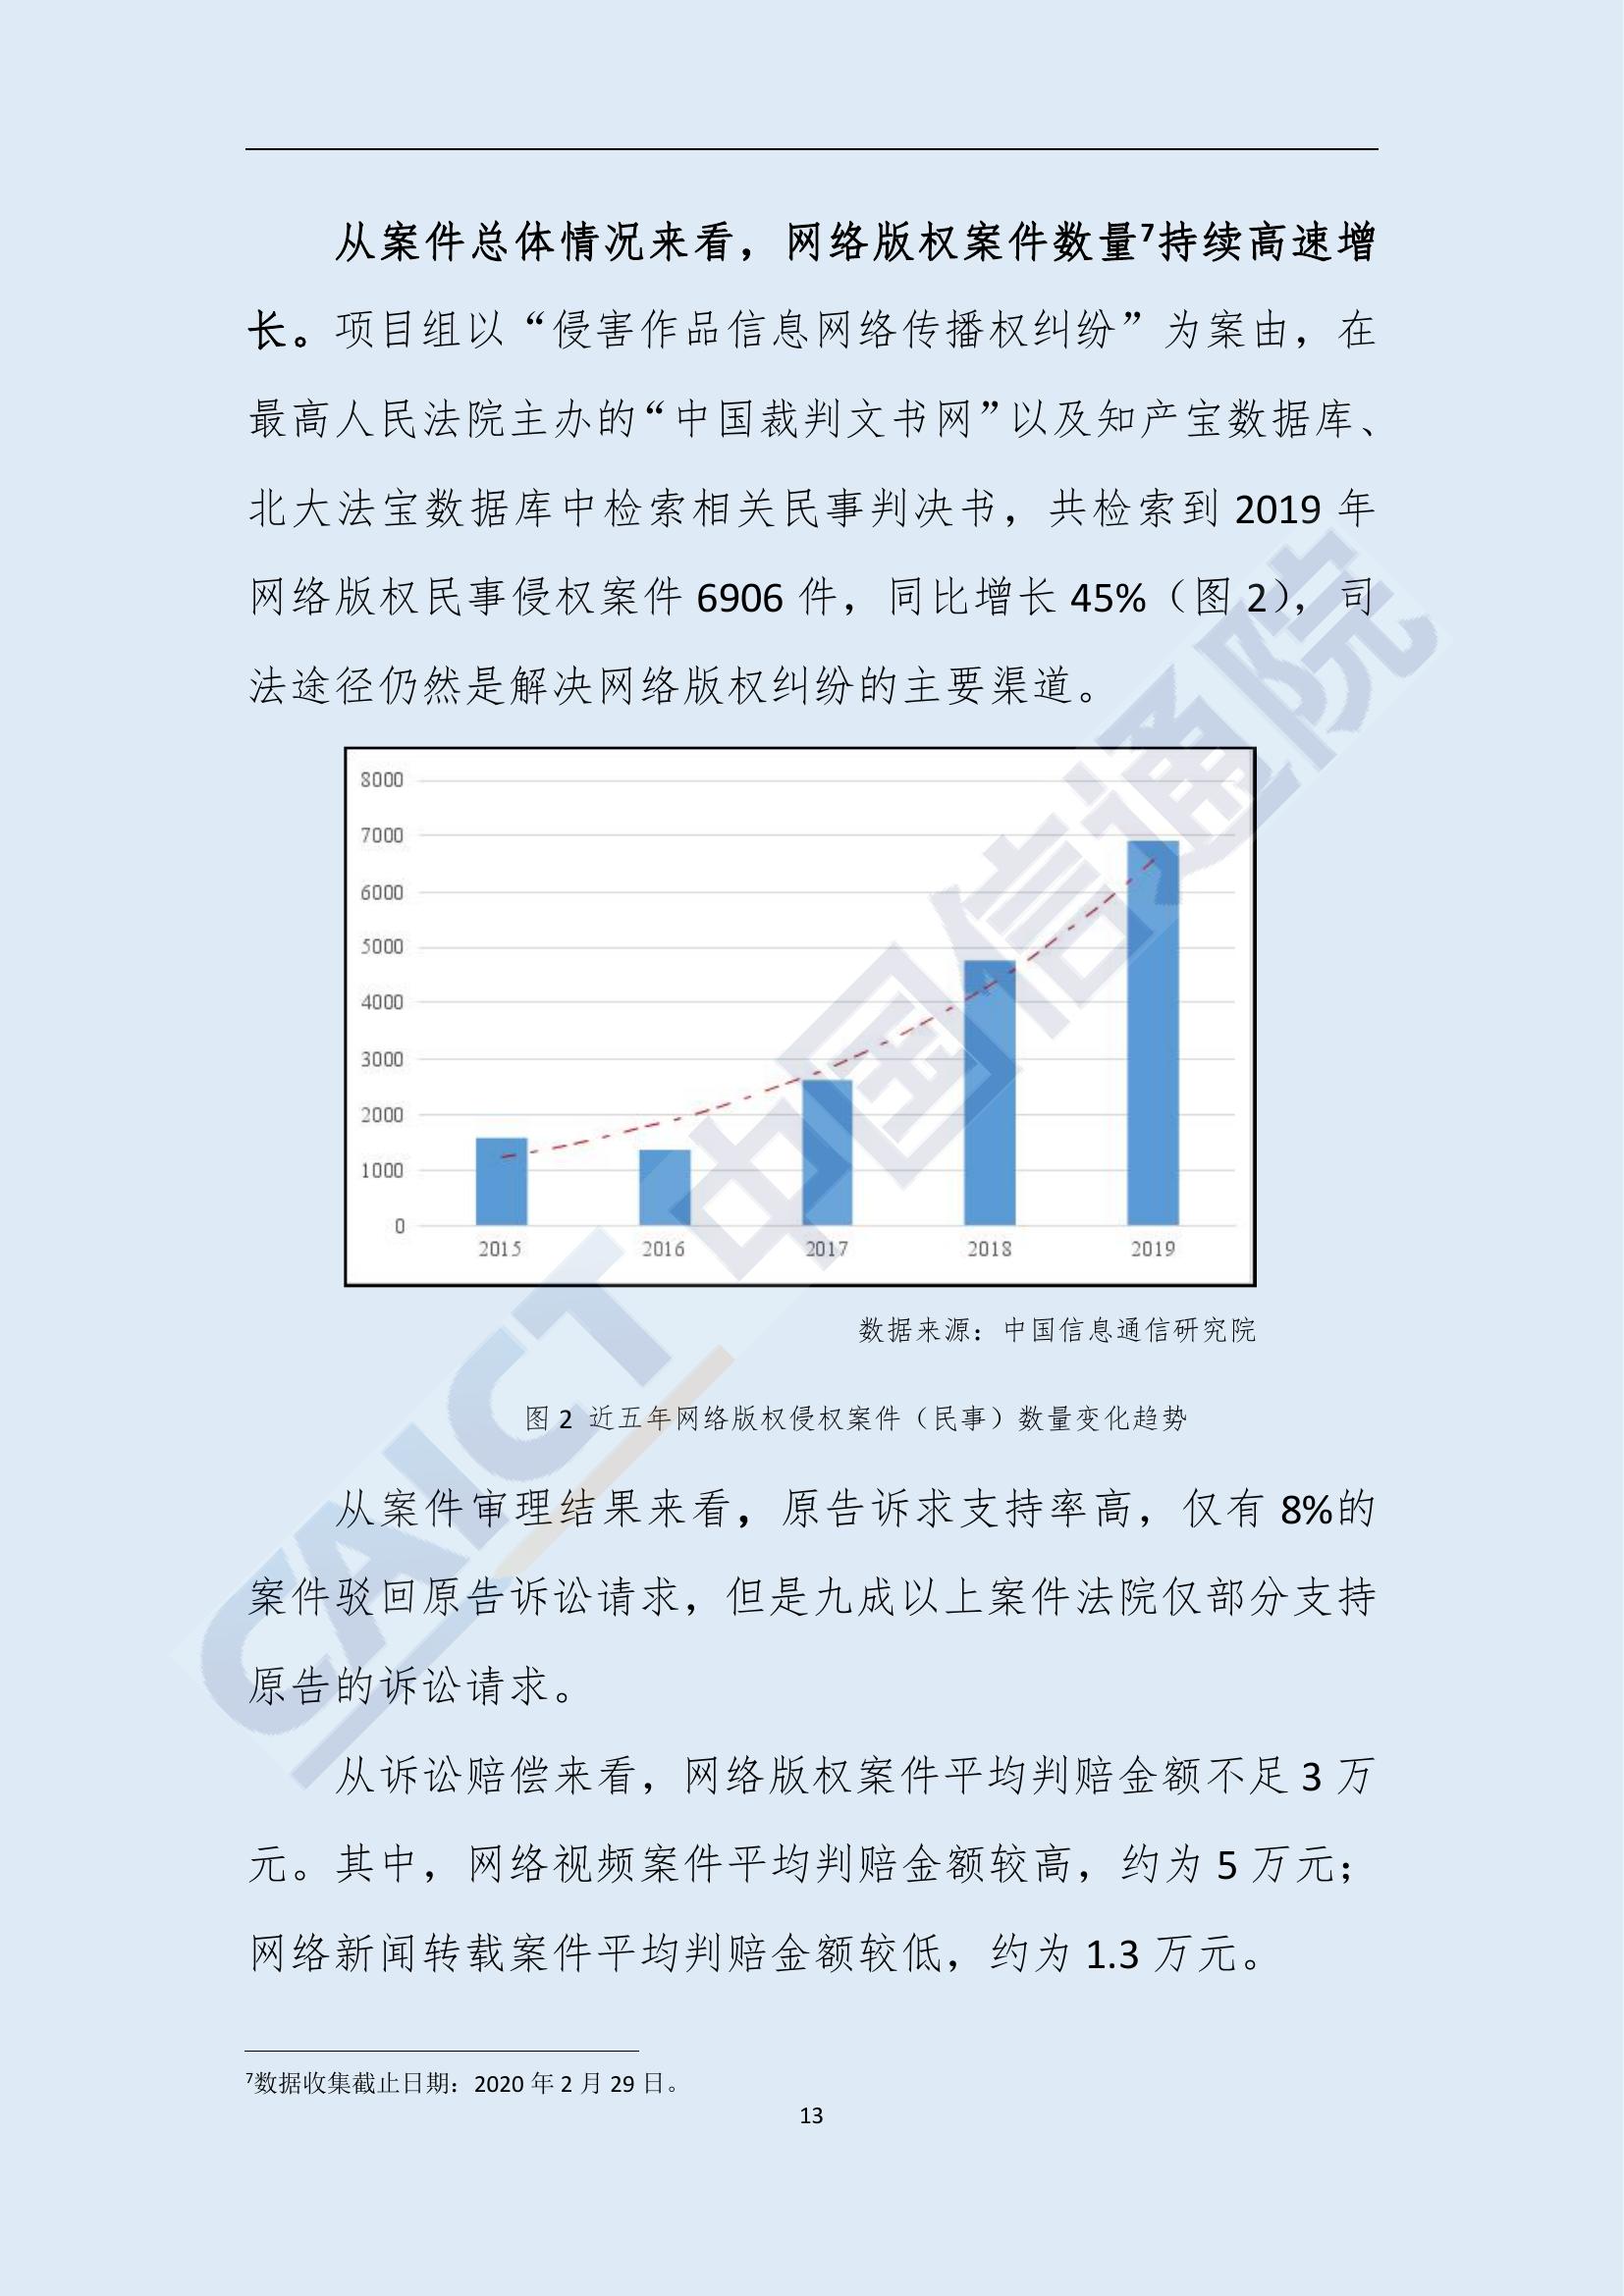 从案件总体情况来看，网络版权案件数量7持续高速增
长。项目组以“侵害作品信息网络传播权纠纷”为案由，在
最高人民法院主办的“中国裁判文书网”以及知产宝数据库、
北大法宝数据库中检索相关民事判决书，共检索到 2019 年
网络版权民事侵权案件 6906 件，同比增长 45%（图 2），司
法途径仍然是解决网络版权纠纷的主要渠道。
8000
7000
6000
5000
4000
3000
2000
1000
0
2015 2016 2017 2018 2019
数据来源：中国信息通信研究院
图 2 近五年网络版权侵权案件（民事）数量变化趋势
从案件审理结果来看，原告诉求支持率高，仅有 8%的
案件驳回原告诉讼请求，但是九成以上案件法院仅部分支持
原告的诉讼请求。
从诉讼赔偿来看，网络版权案件平均判赔金额不足 3 万
元。其中，网络视频案件平均判赔金额较高，约为 5 万元；
网络新闻转载案件平均判赔金额较低，约为 1.3 万元。
7数据收集截止日期：2020 年 2 月 29 日。
13
CAICT 中国信通院